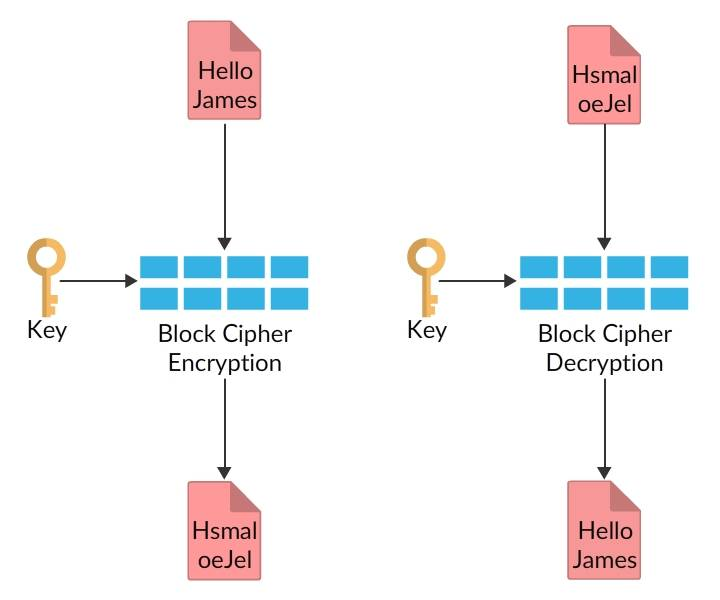 Hello
James
Key
Block Cipher
Encryption
Hsmal
oeJel
Hsmal
oeJel
Key
Block Cipher
Decryption
Hello
James